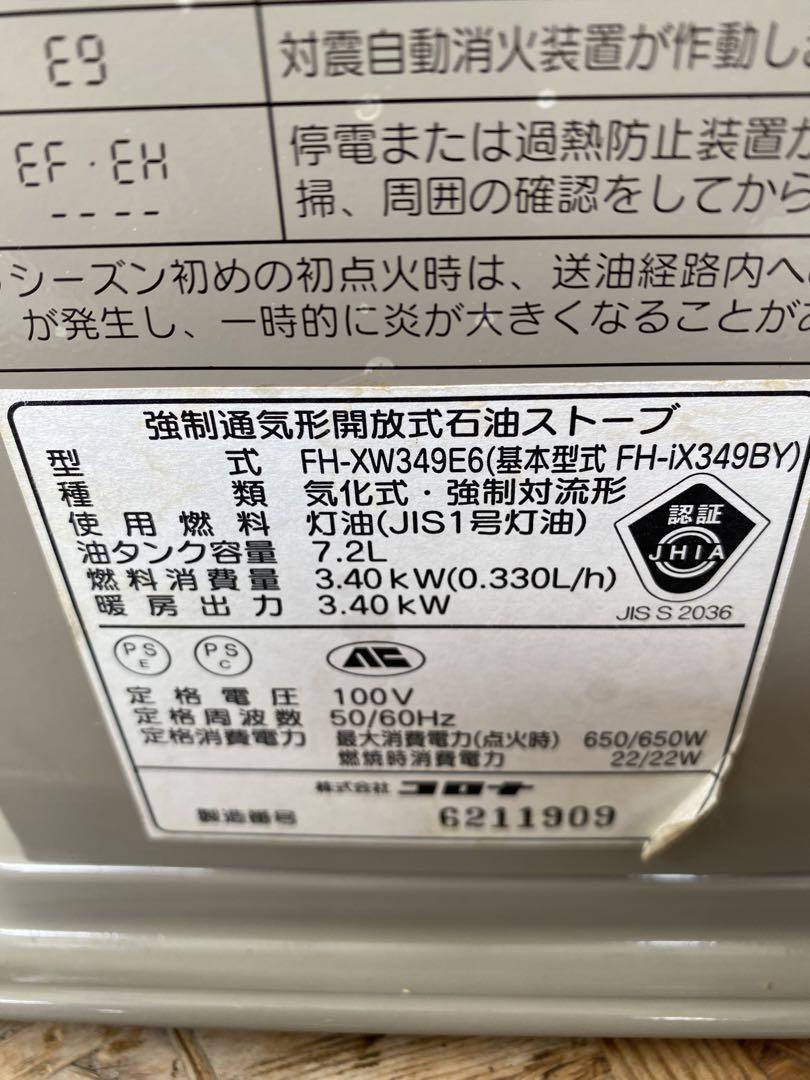 E9 対震自動消火装置が作動し
EF・EH 停電または過熱防止装置が
---- 掃、周囲の確認をしてから
シーズン初めの初点火時は、送油経路内へ
が発生し、一時的に炎が大きくなることが
強制通気形開放式石油ストーブ
型式 FH-XW349E6(基本型式 FH-iX349BY)
種類 気化式・強制対流形
使用燃料 灯油(JIS1号灯油)
油タンク容量 7.2L
燃料消費量 3.40kW(0.330L/h)
暖房出力 3.40kW
認証
JHIA
JIS S 2036
PS E PS C
定格電圧 100V
定格周波数 50/60Hz
定格消費電力 最大消費電力(点火時) 650/650W
燃焼時消費電力 22/22W
株式会社 コロナ
製造番号 6211909